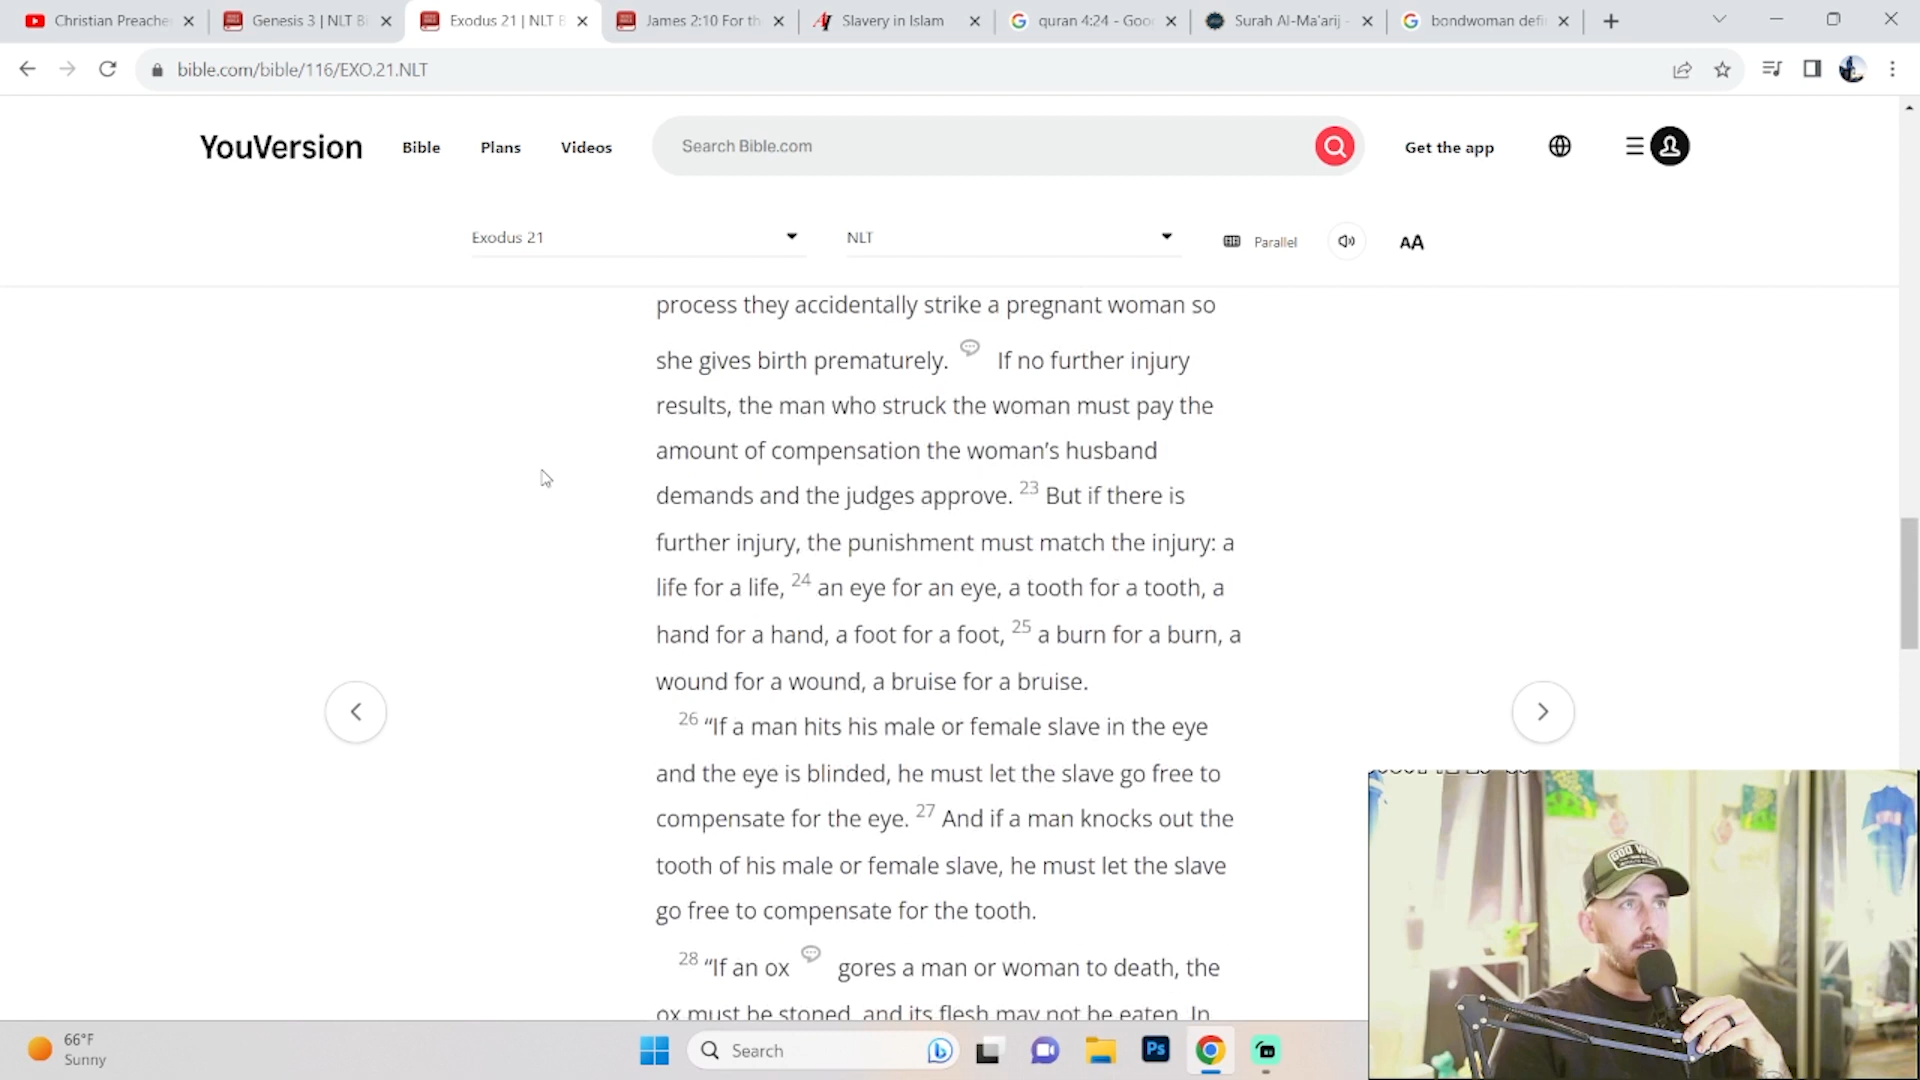 Christian Preache
Genesis 3 | NLT B
Exodus 21 | NLT B
James 2:10 For th
Slavery in Islam
quran 4:24 - Goo
Surah Al-Ma'arij -
bondwoman defi
bible.com/bible/116/EXO.21.NLT
YouVersion
Bible
Plans
Videos
Search Bible.com
Get the app
Exodus 21
NLT
Parallel
AA
process they accidentally strike a pregnant woman so
she gives birth prematurely. If no further injury
results, the man who struck the woman must pay the
amount of compensation the woman’s husband
demands and the judges approve. 23 But if there is
further injury, the punishment must match the injury: a
life for a life, 24 an eye for an eye, a tooth for a tooth, a
hand for a hand, a foot for a foot, 25 a burn for a burn, a
wound for a wound, a bruise for a bruise.
26 “If a man hits his male or female slave in the eye
and the eye is blinded, he must let the slave go free to
compensate for the eye. 27 And if a man knocks out the
tooth of his male or female slave, he must let the slave
go free to compensate for the tooth.
28 “If an ox gores a man or woman to death, the
ox must be stoned, and its flesh may not be eaten. In
66°F
Sunny
Search
Ps